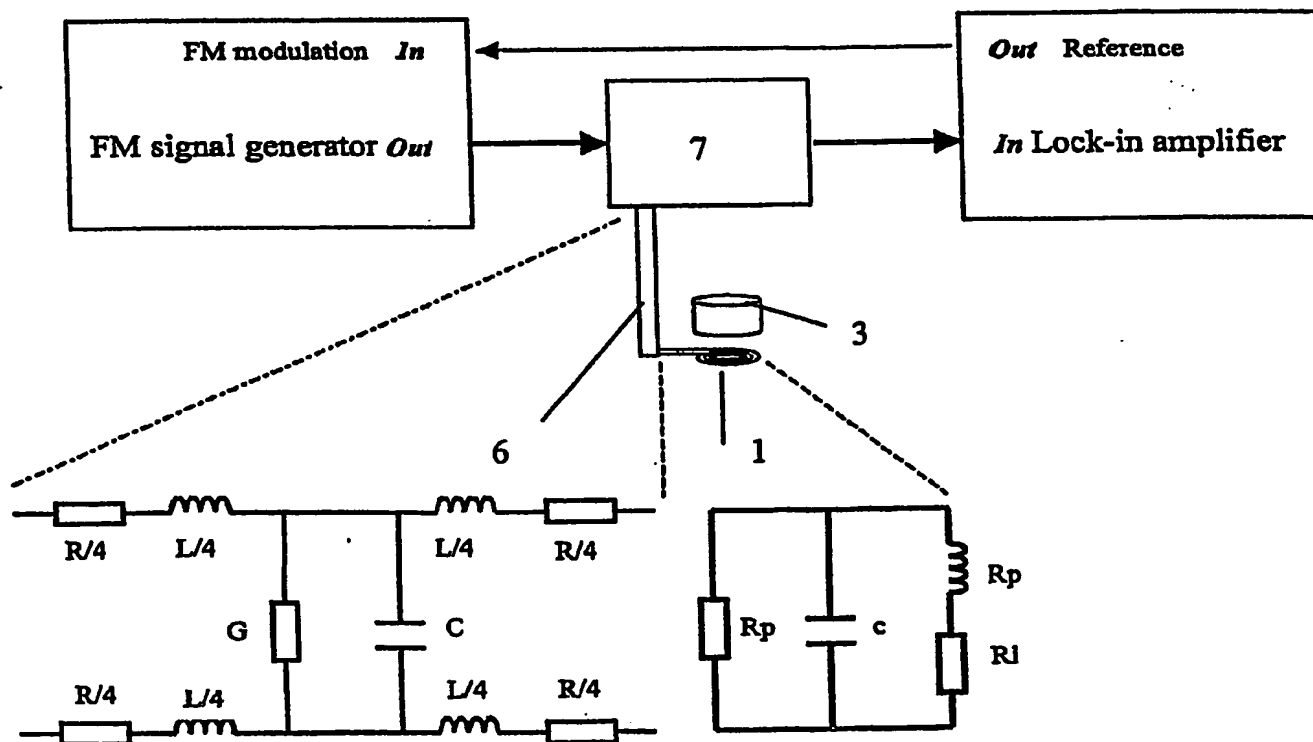 FM modulation In
Out Reference
FM signal generator Out
7
In Lock-in amplifier
3
6
1
R/4 L/4 L/4 R/4
G C
R/4 L/4 L/4 R/4
Rp c Rp
Rl